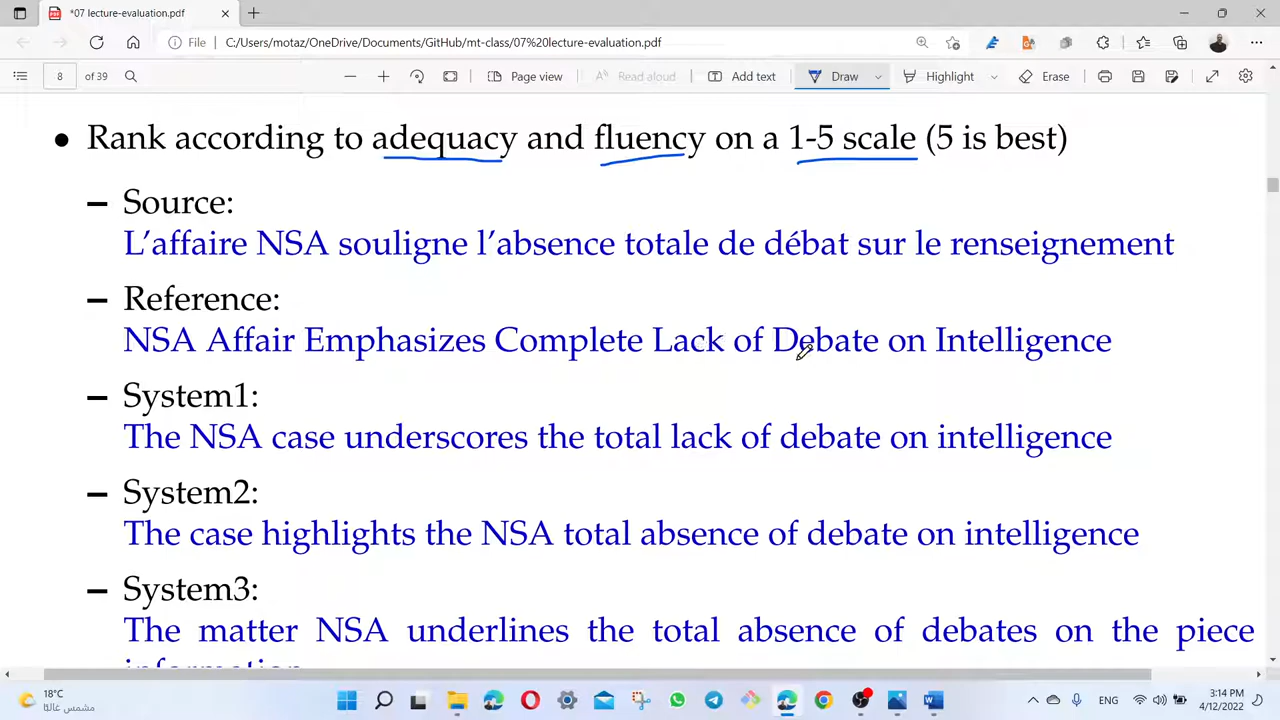 *07 lecture-evaluation.pdf
File C:/Users/motaz/OneDrive/Documents/GitHub/mt-class/07%20lecture-evaluation.pdf
8 of 39 Page view Read aloud Add text Draw Highlight Erase
• Rank according to adequacy and fluency on a 1-5 scale (5 is best)
– Source:
L’affaire NSA souligne l’absence totale de débat sur le renseignement
– Reference:
NSA Affair Emphasizes Complete Lack of Debate on Intelligence
– System1:
The NSA case underscores the total lack of debate on intelligence
– System2:
The case highlights the NSA total absence of debate on intelligence
– System3:
The matter NSA underlines the total absence of debates on the piece
information
18°C
مشمس غالبًا
ENG
3:14 PM
4/12/2022